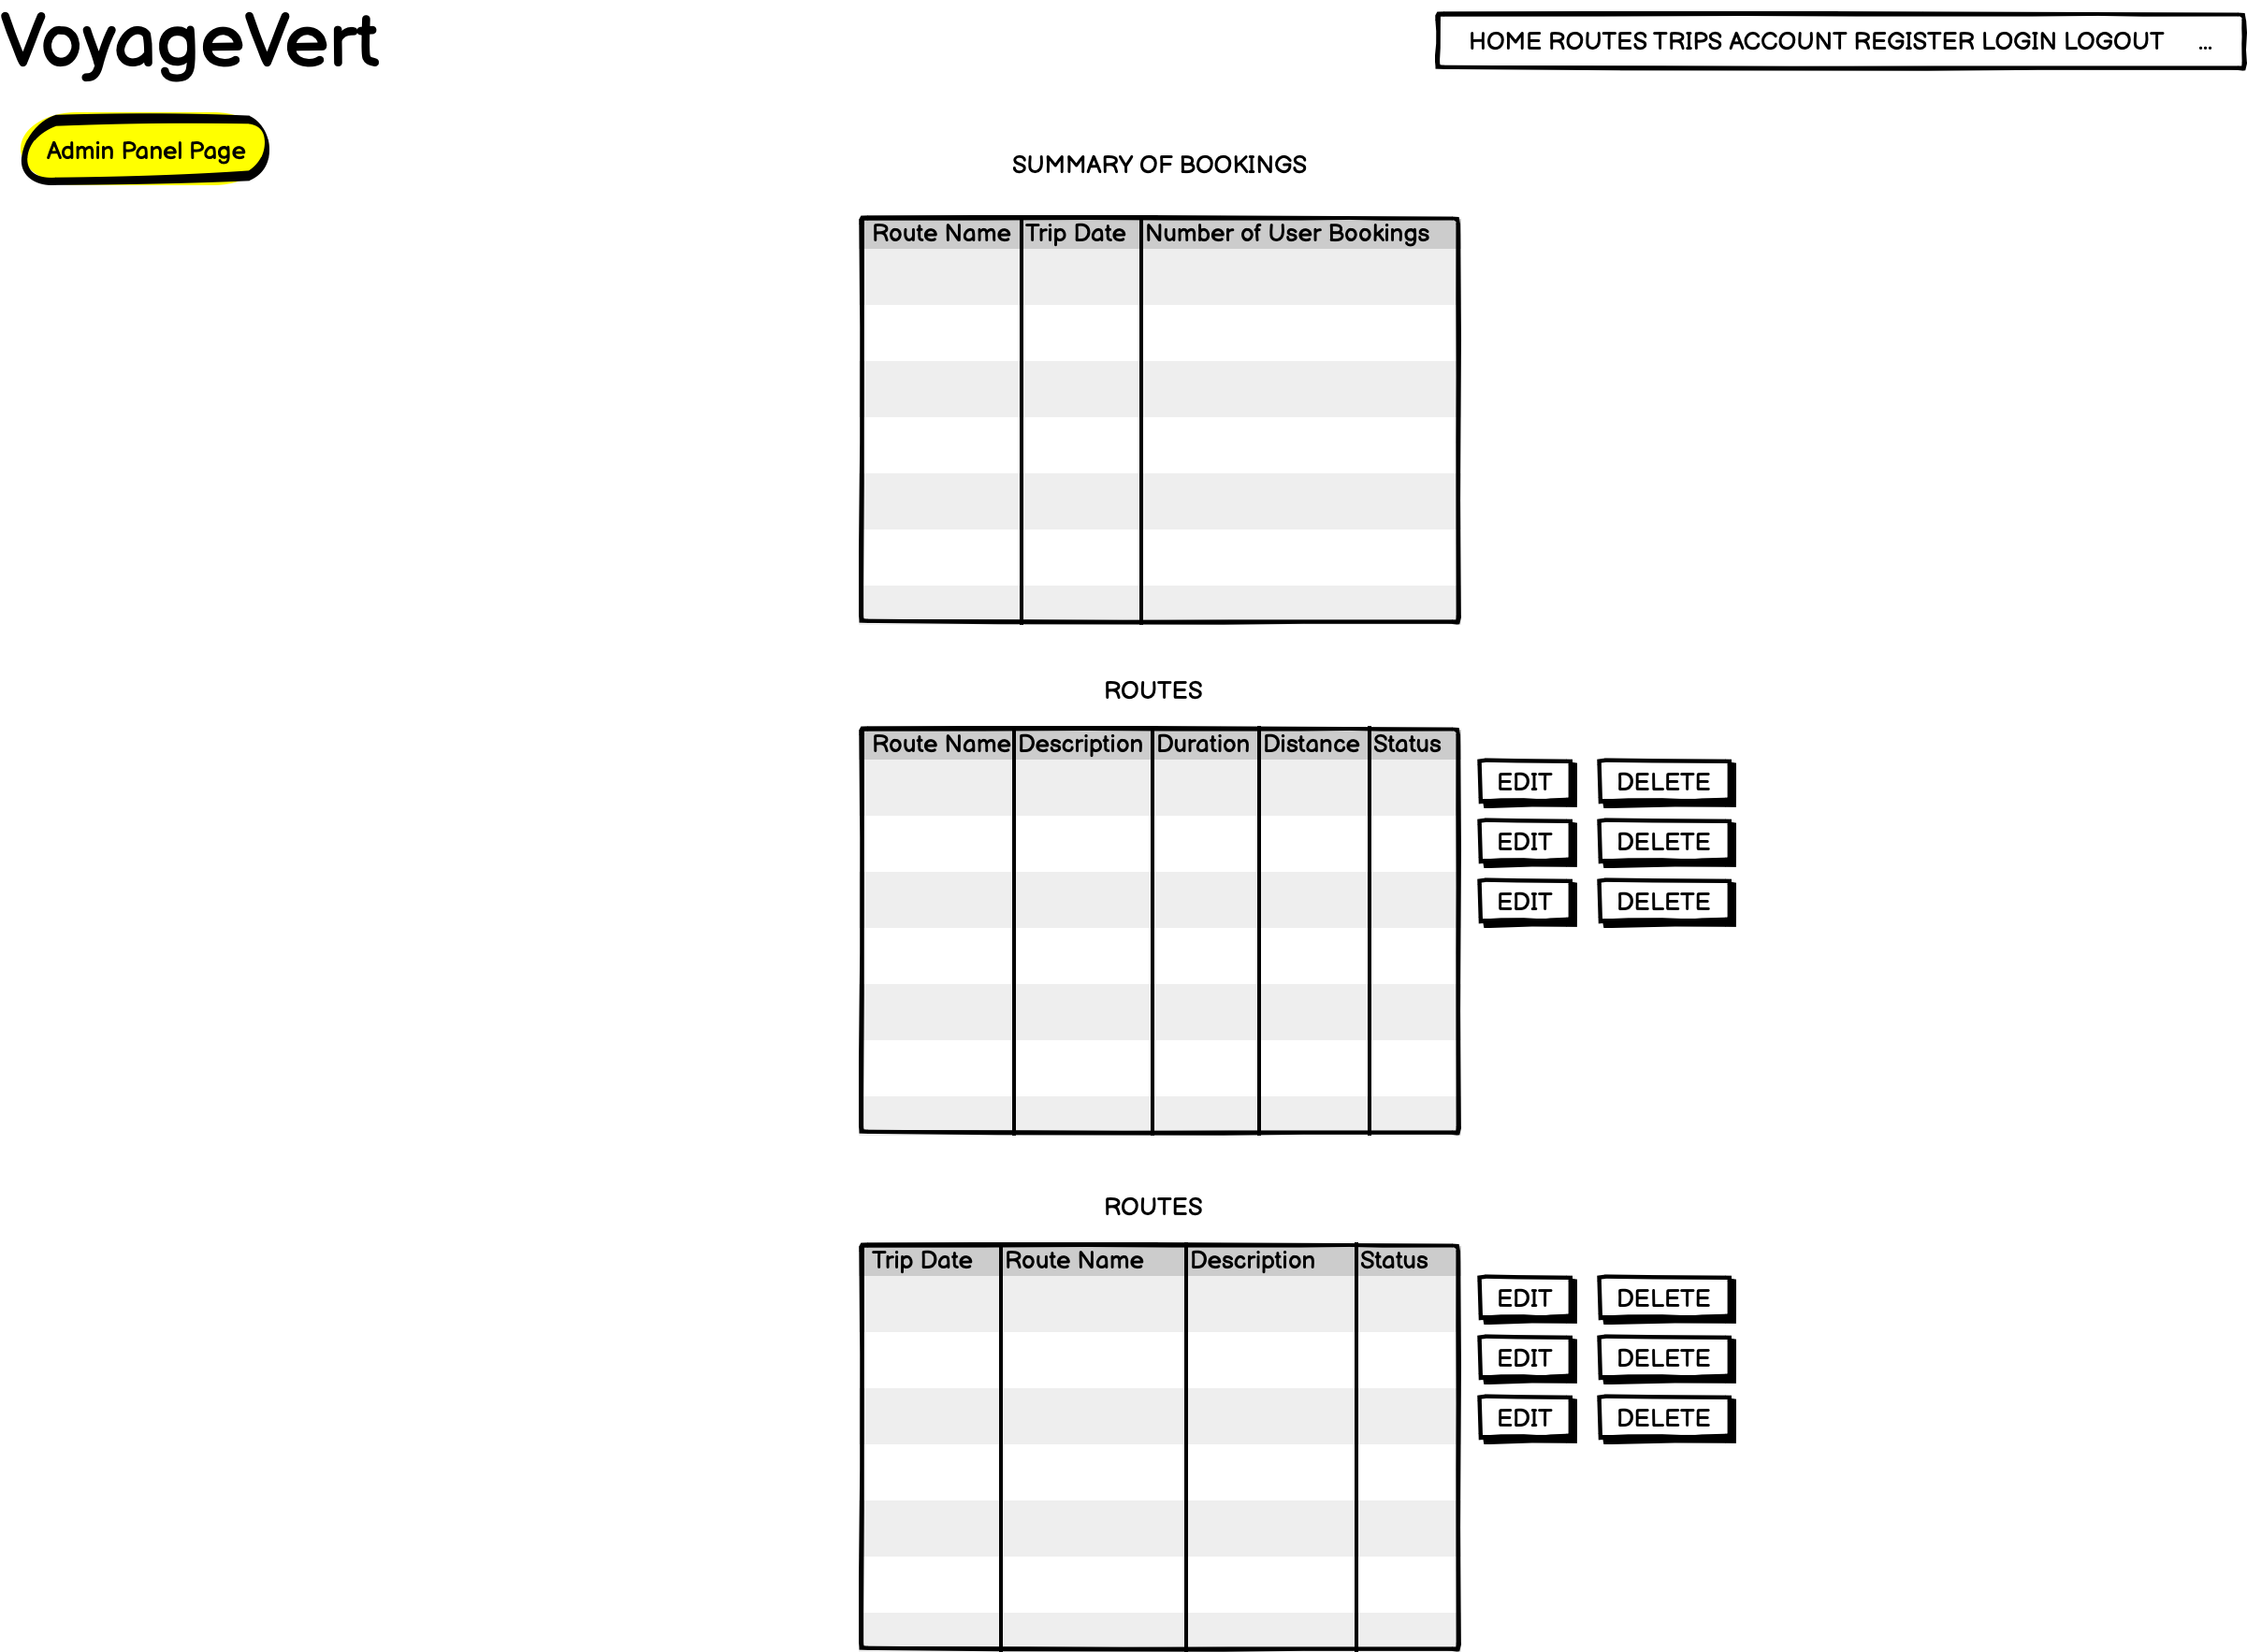 VoyageVert
HOME ROUTES TRIPS ACCOUNT REGISTER LOGIN LOGOUT ...
Admin Panel Page
SUMMARY OF BOOKINGS
Route Name Trip Date Number of User Bookings
ROUTES
Route Name Description Duration Distance Status
EDIT DELETE
EDIT DELETE
EDIT DELETE
ROUTES
Trip Date Route Name Description Status
EDIT DELETE
EDIT DELETE
EDIT DELETE